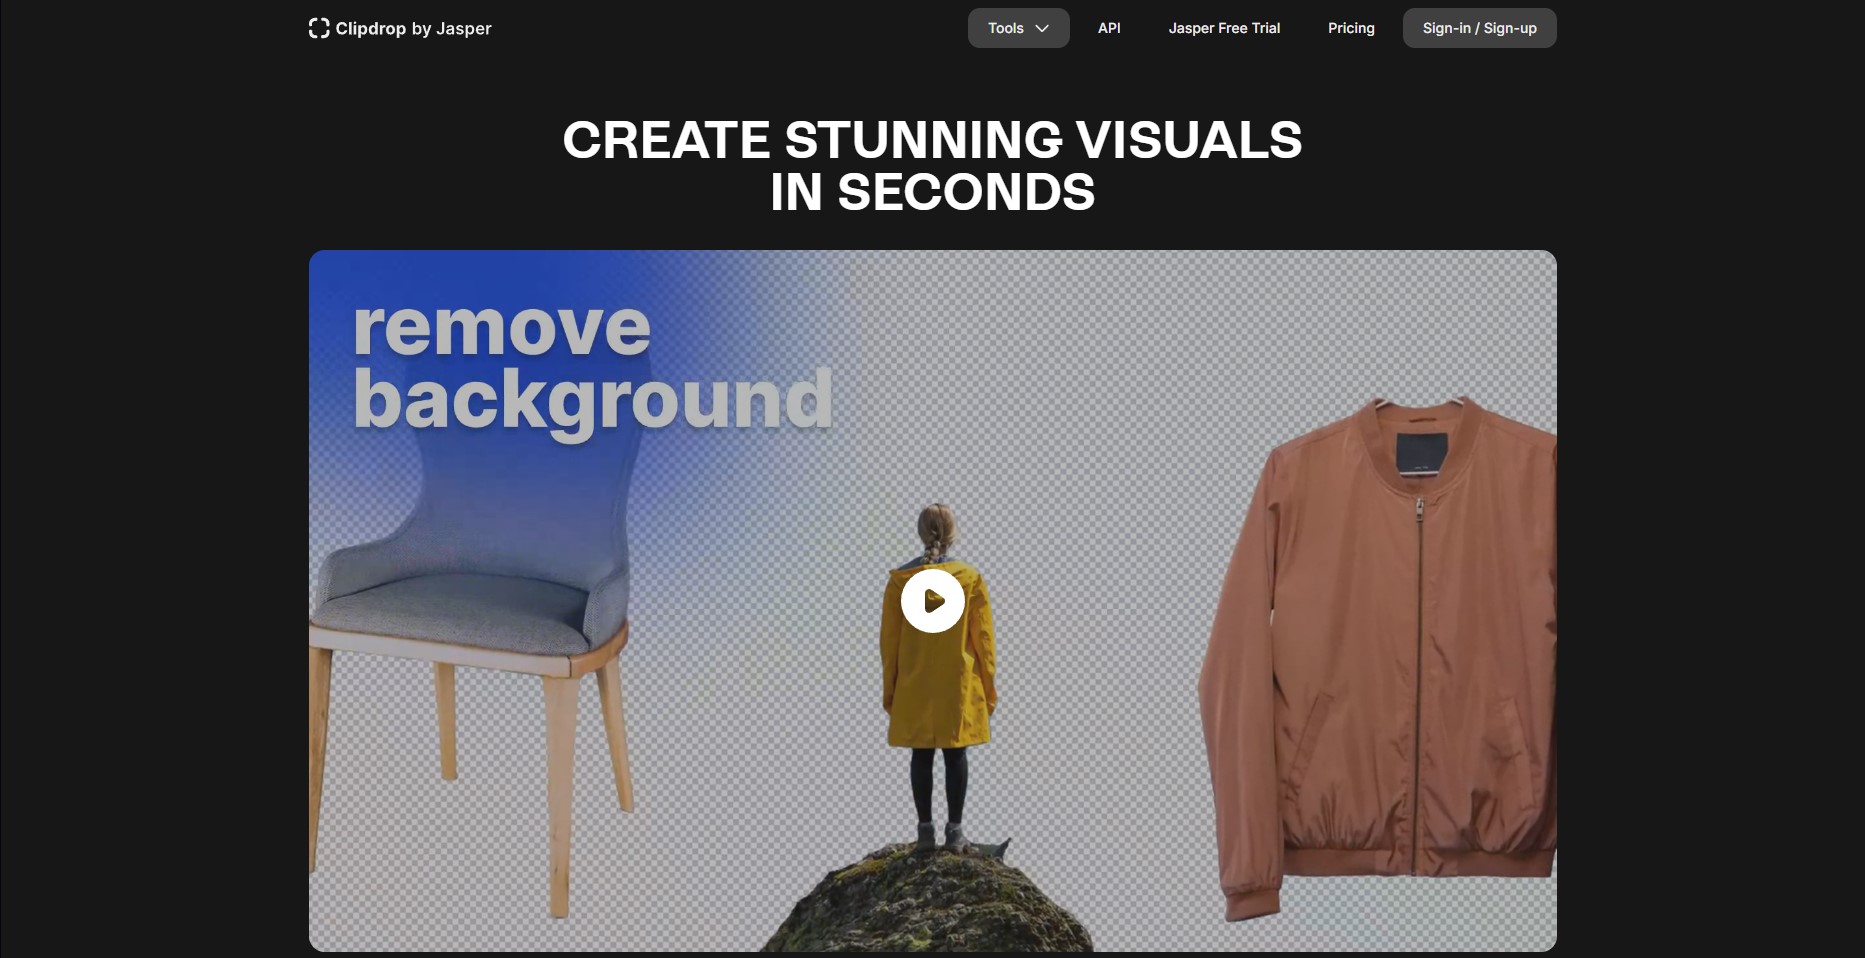 Clipdrop by Jasper
Tools
API
Jasper Free Trial
Pricing
Sign-in / Sign-up
CREATE STUNNING VISUALS
IN SECONDS
remove
background